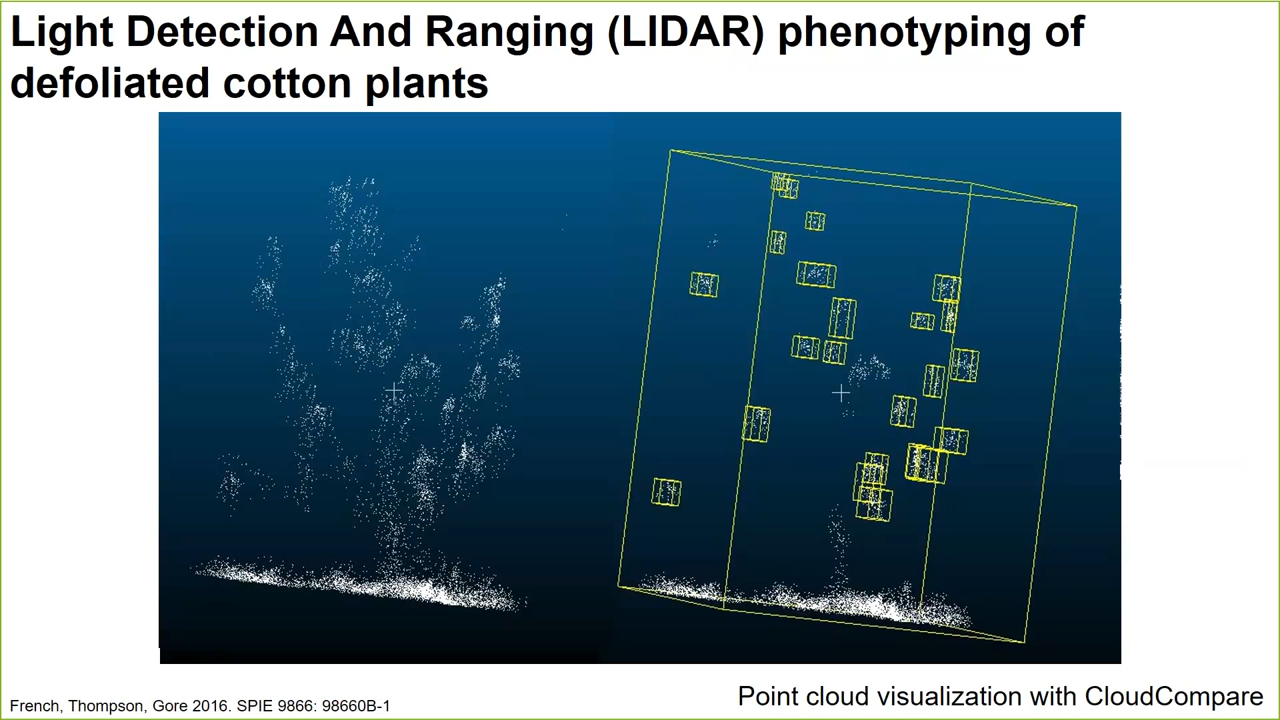 Light Detection And Ranging (LIDAR) phenotyping of
defoliated cotton plants
French, Thompson, Gore 2016. SPIE 9866: 98660B-1
Point cloud visualization with CloudCompare